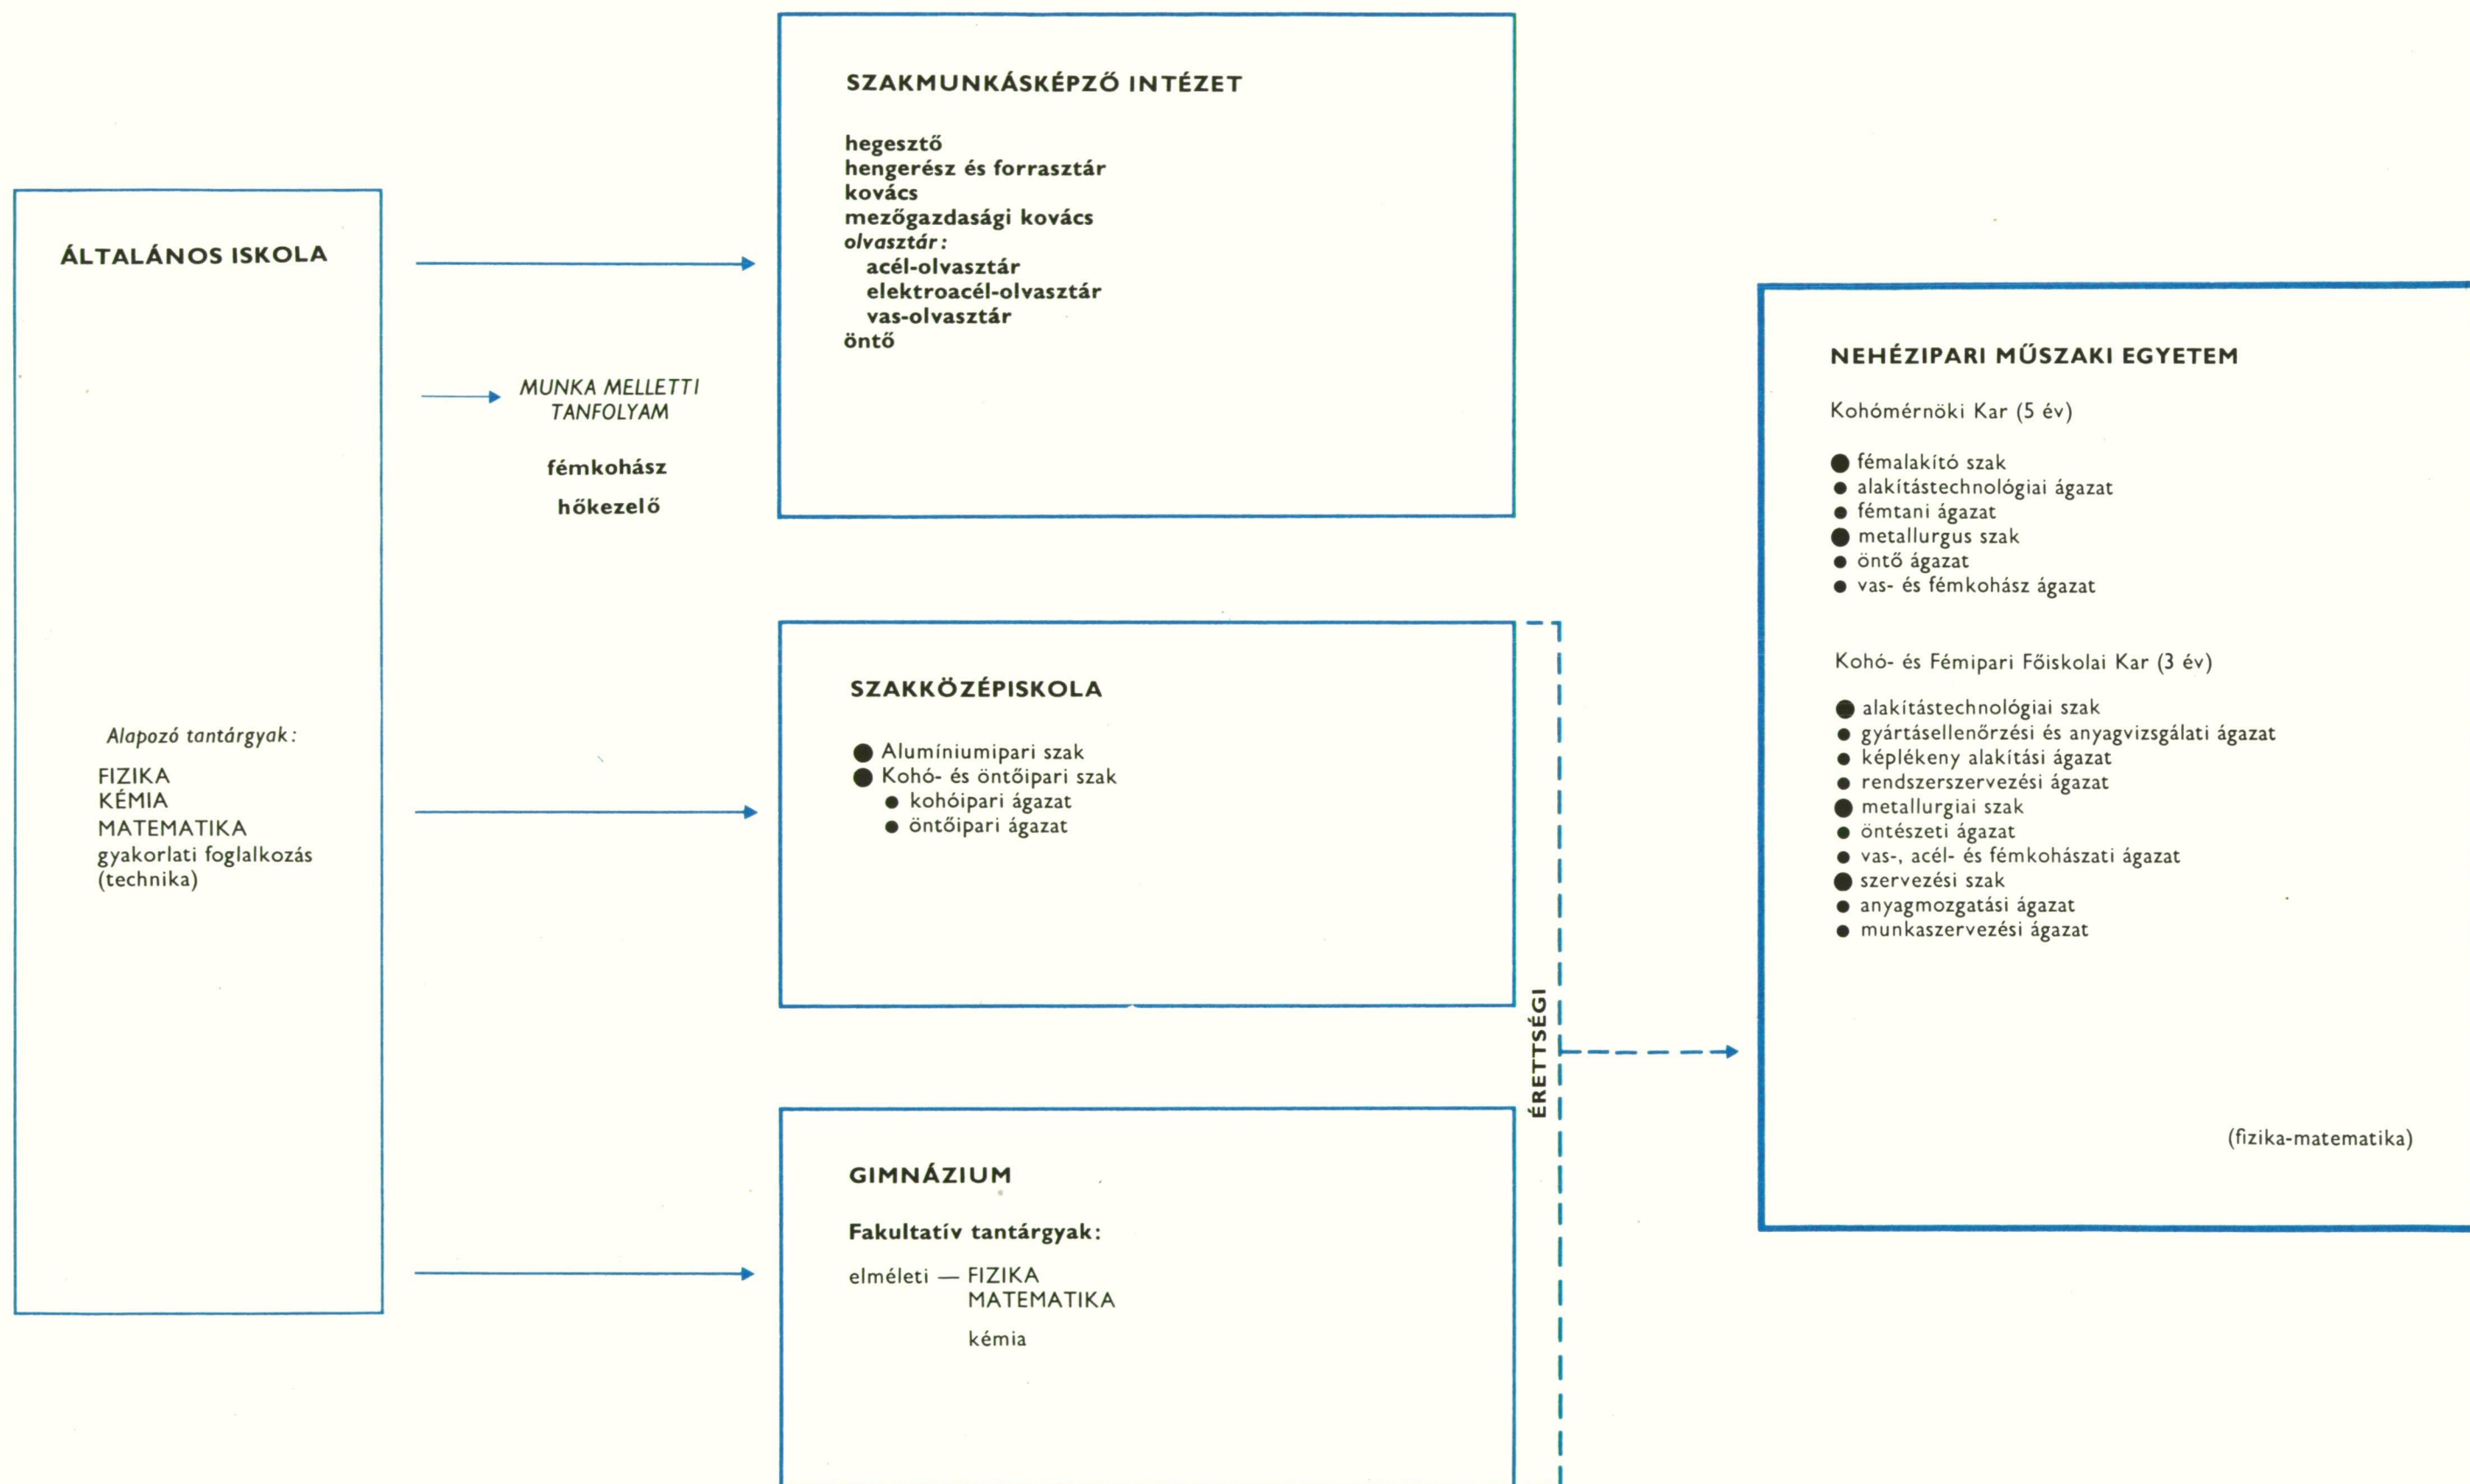 ÁLTALÁNOS ISKOLA
Alapozó tantárgyak:
FIZIKA
KÉMIA
MATEMATIKA
gyakorlati foglalkozás
(technika)
MUNKA MELLETTI
TANFOLYAM
fémkohász
hőkezelő
SZAKMUNKÁSKÉPZŐ INTÉZET
hegesztő
hengerész és forrasztár
kovács
mezőgazdasági kovács
olvasztár:
acél-olvasztár
elektroacél-olvasztár
vas-olvasztár
öntő
SZAKKÖZÉPISKOLA
● Alumíniumipari szak
● Kohó- és öntőipari szak
● kohóipari ágazat
● öntőipari ágazat
GIMNÁZIUM
Fakultatív tantárgyak:
elméleti — FIZIKA
MATEMATIKA
kémia
ÉRETTSÉGI
NEHÉZIPARI MŰSZAKI EGYETEM
Kohómérnöki Kar (5 év)
● fémalakító szak
● alakítástechnológiai ágazat
● fémtani ágazat
● metallurgus szak
● öntő ágazat
● vas- és fémkohász ágazat
Kohó- és Fémipari Főiskolai Kar (3 év)
● alakítástechnológiai szak
● gyártásellenőrzési és anyagvizsgálati ágazat
● képlékeny alakítási ágazat
● rendszerszervezési ágazat
● metallurgiai szak
● öntészeti ágazat
● vas-, acél- és fémkohászati ágazat
● szervezési szak
● anyagmozgatási ágazat
● munkaszervezési ágazat
(fizika-matematika)